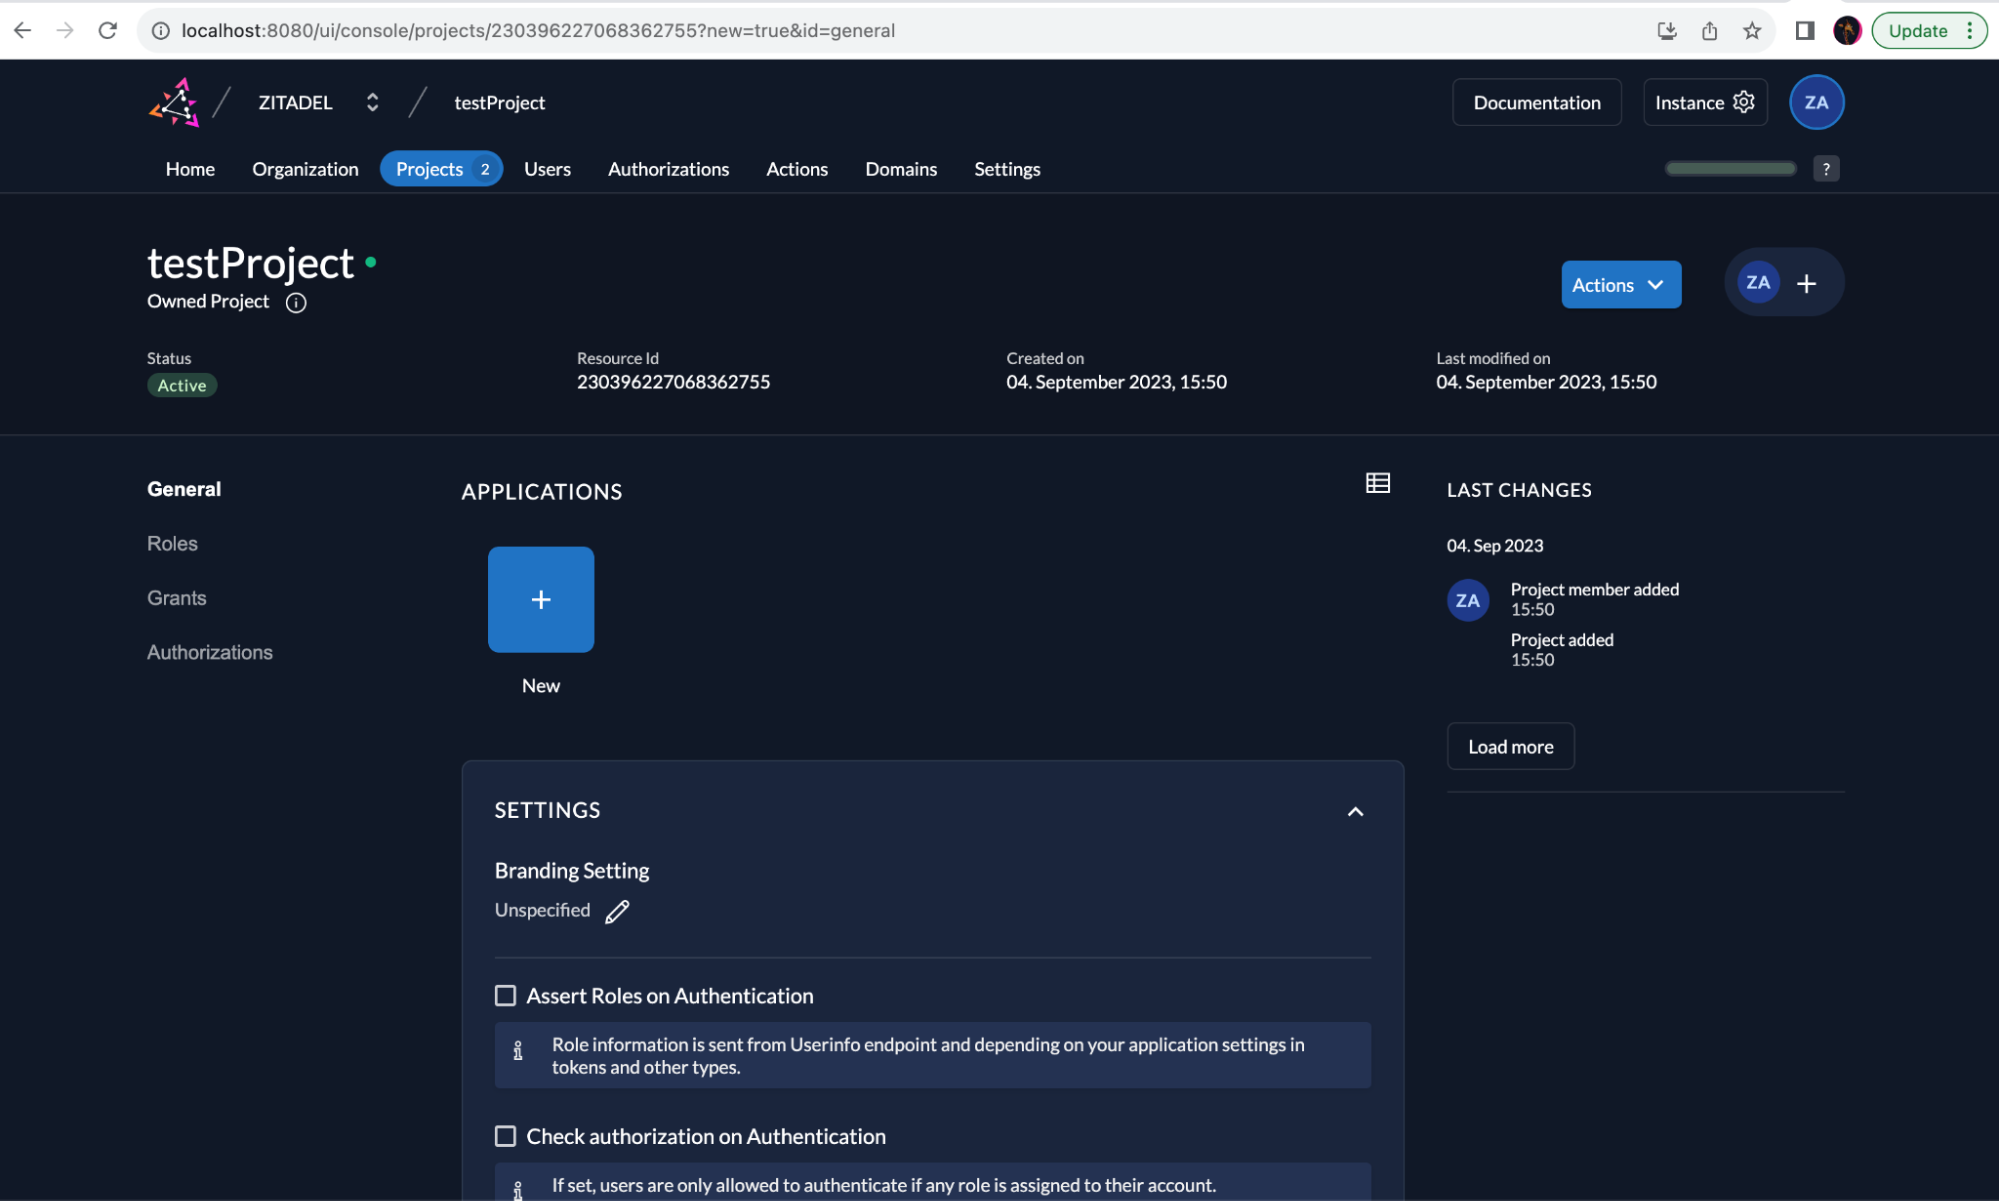 localhost:8080/ui/console/projects/230396227068362755?new=true&id=general
Update
ZITADEL
testProject
Documentation
Instance
ZA
Home
Organization
Projects 2
Users
Authorizations
Actions
Domains
Settings
?
testProject
Owned Project
Actions
ZA
Status
Active
Resource Id
230396227068362755
Created on
04. September 2023, 15:50
Last modified on
04. September 2023, 15:50
General
Roles
Grants
Authorizations
APPLICATIONS
New
SETTINGS
Branding Setting
Unspecified
Assert Roles on Authentication
Role information is sent from Userinfo endpoint and depending on your application settings in
tokens and other types.
Check authorization on Authentication
If set, users are only allowed to authenticate if any role is assigned to their account.
LAST CHANGES
04. Sep 2023
ZA
Project member added
15:50
Project added
15:50
Load more